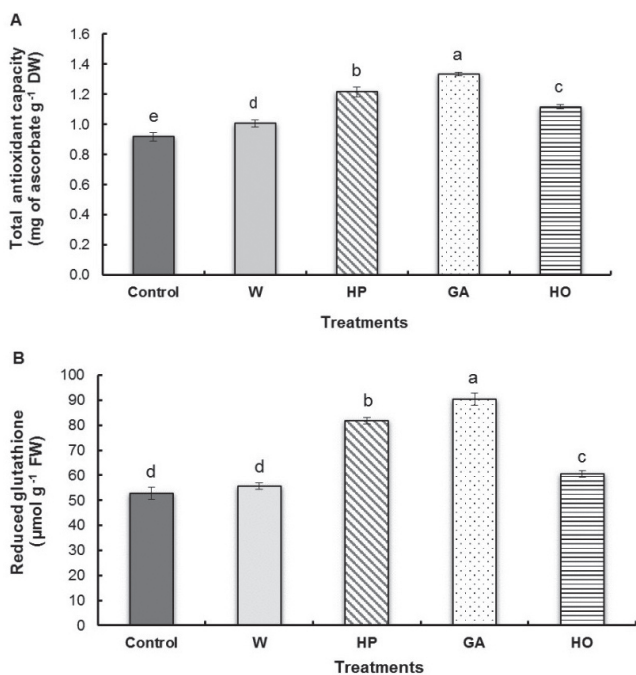 A
Total antioxidant capacity
(mg of ascorbate g⁻¹ DW)
1.6
1.4
1.2
1.0
0.8
0.6
0.4
0.2
0.0
e
d
b
a
c
Control W HP GA HO
Treatments
B
Reduced glutathione
(µmol g⁻¹ FW)
100
90
80
70
60
50
40
30
20
10
0
d
d
b
a
c
Control W HP GA HO
Treatments